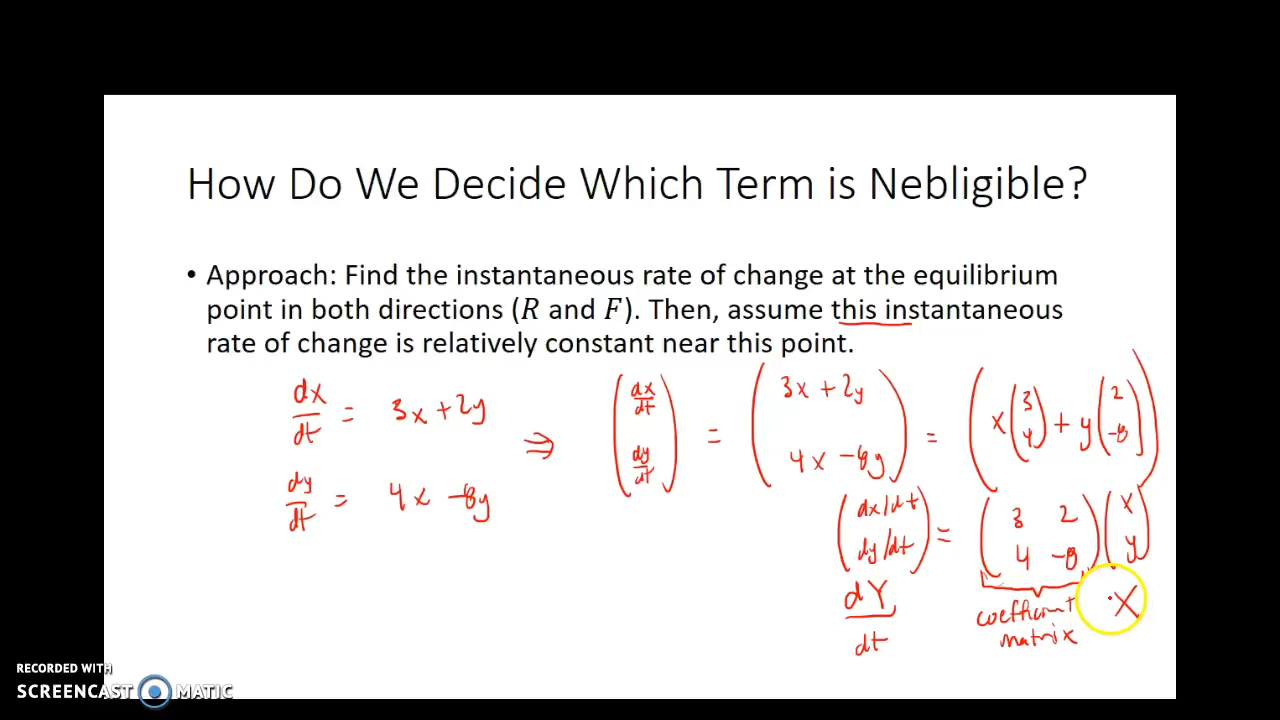 How Do We Decide Which Term is Nebligible?
• Approach: Find the instantaneous rate of change at the equilibrium
point in both directions (R and F). Then, assume this instantaneous
rate of change is relatively constant near this point.
dx/dt = 3x + 2y
dy/dt = 4x - 8y
⇒ (dx/dt dy/dt) = (3x + 2y 4x - 8y) = (x (3 4) + y (2 -8))
(dx/dt dy/dt) = (3 2 4 -8) (x y)
dY/dt
coefficient
matrix
X
RECORDED WITH
SCREENCAST MATIC